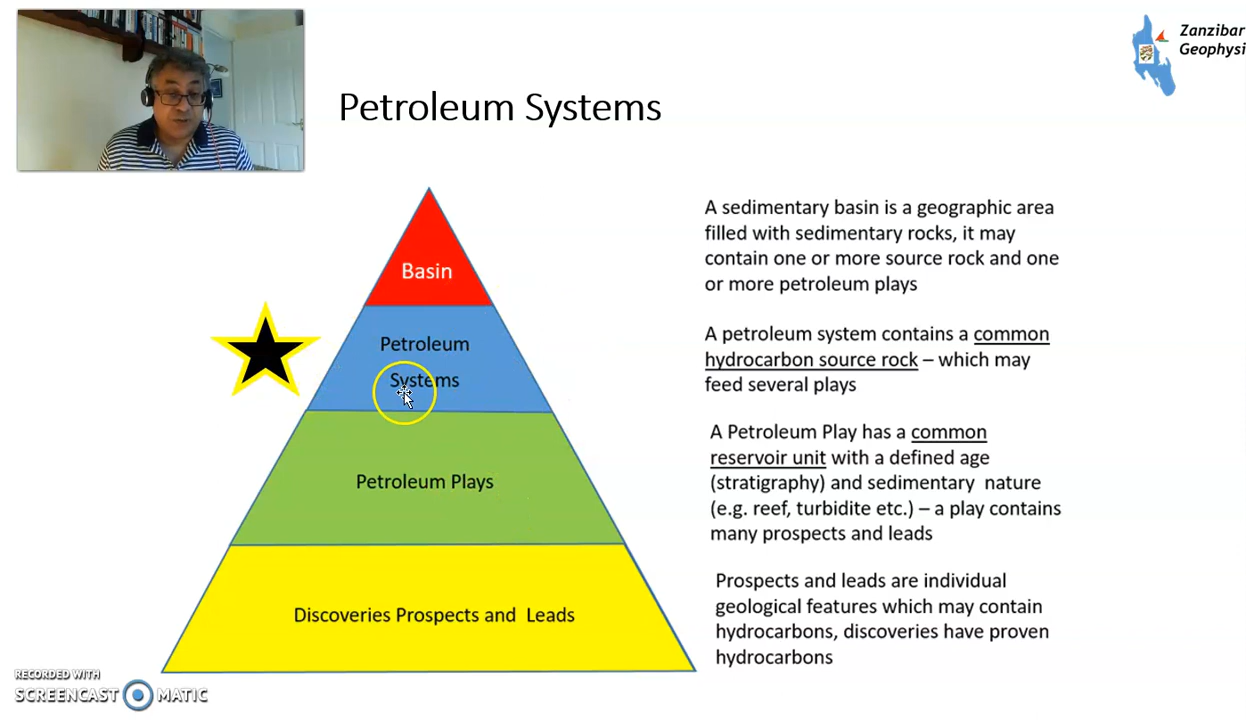 Zanzibar
Geophysi
Petroleum Systems
Basin
Petroleum
Systems
Petroleum Plays
Discoveries Prospects and Leads
A sedimentary basin is a geographic area
filled with sedimentary rocks, it may
contain one or more source rock and one
or more petroleum plays
A petroleum system contains a common
hydrocarbon source rock – which may
feed several plays
A Petroleum Play has a common
reservoir unit with a defined age
(stratigraphy) and sedimentary nature
(e.g. reef, turbidite etc.) – a play contains
many prospects and leads
Prospects and leads are individual
geological features which may contain
hydrocarbons, discoveries have proven
hydrocarbons
RECORDED WITH
SCREENCAST MATIC